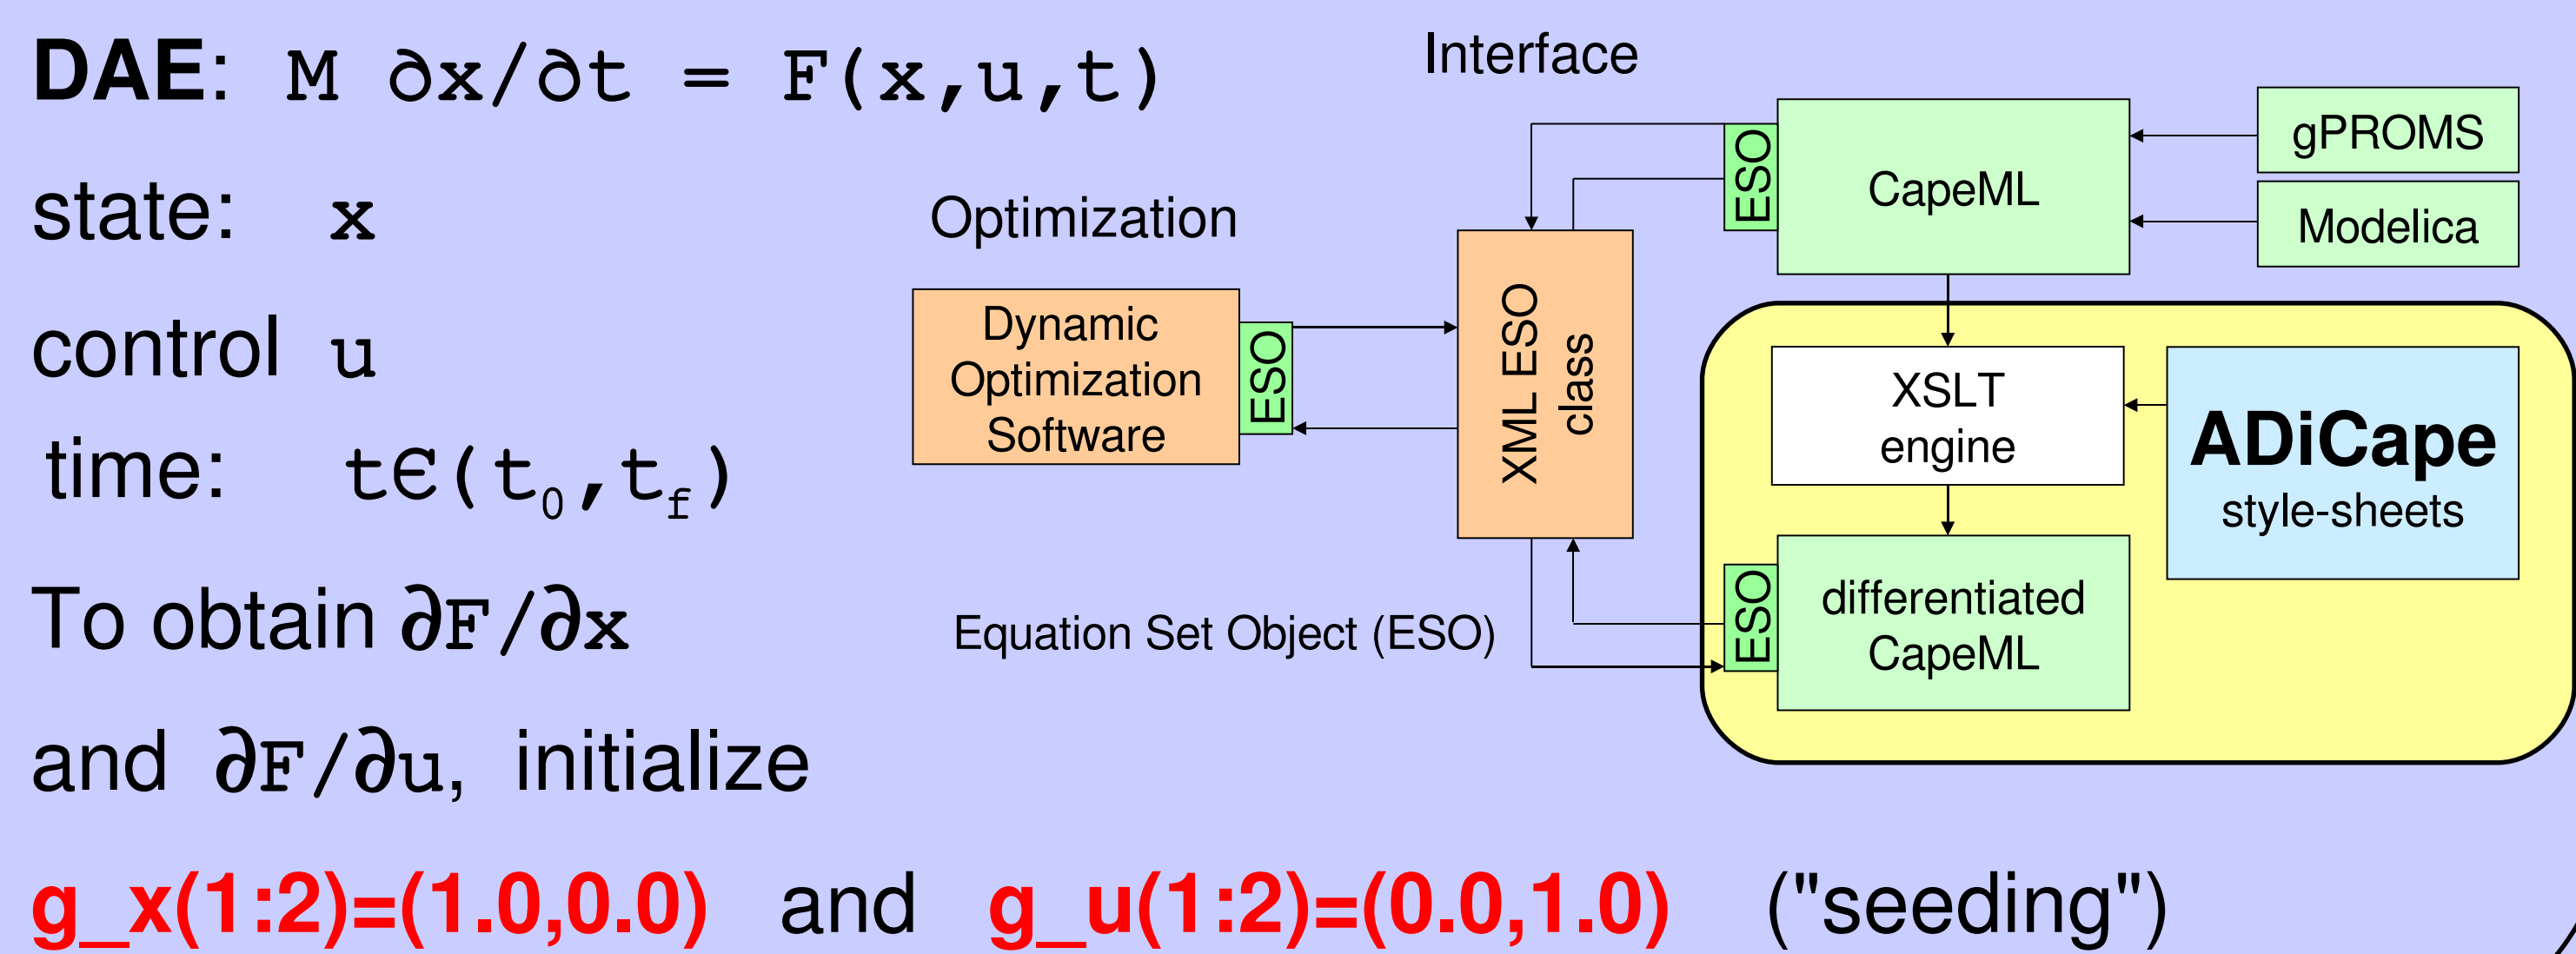 DAE: M ∂x/∂t = F(x,u,t)
state: x
control u
time: tЄ(t₀,t_f)
To obtain ∂F/∂x
and ∂F/∂u, initialize
g_x(1:2)=(1.0,0.0) and g_u(1:2)=(0.0,1.0) ("seeding")
Interface
Optimization
Dynamic
Optimization
Software
ESO
XML ESO
class
Equation Set Object (ESO)
ESO
CapeML
gPROMS
Modelica
XSLT
engine
ADiCape
style-sheets
ESO
differentiated
CapeML